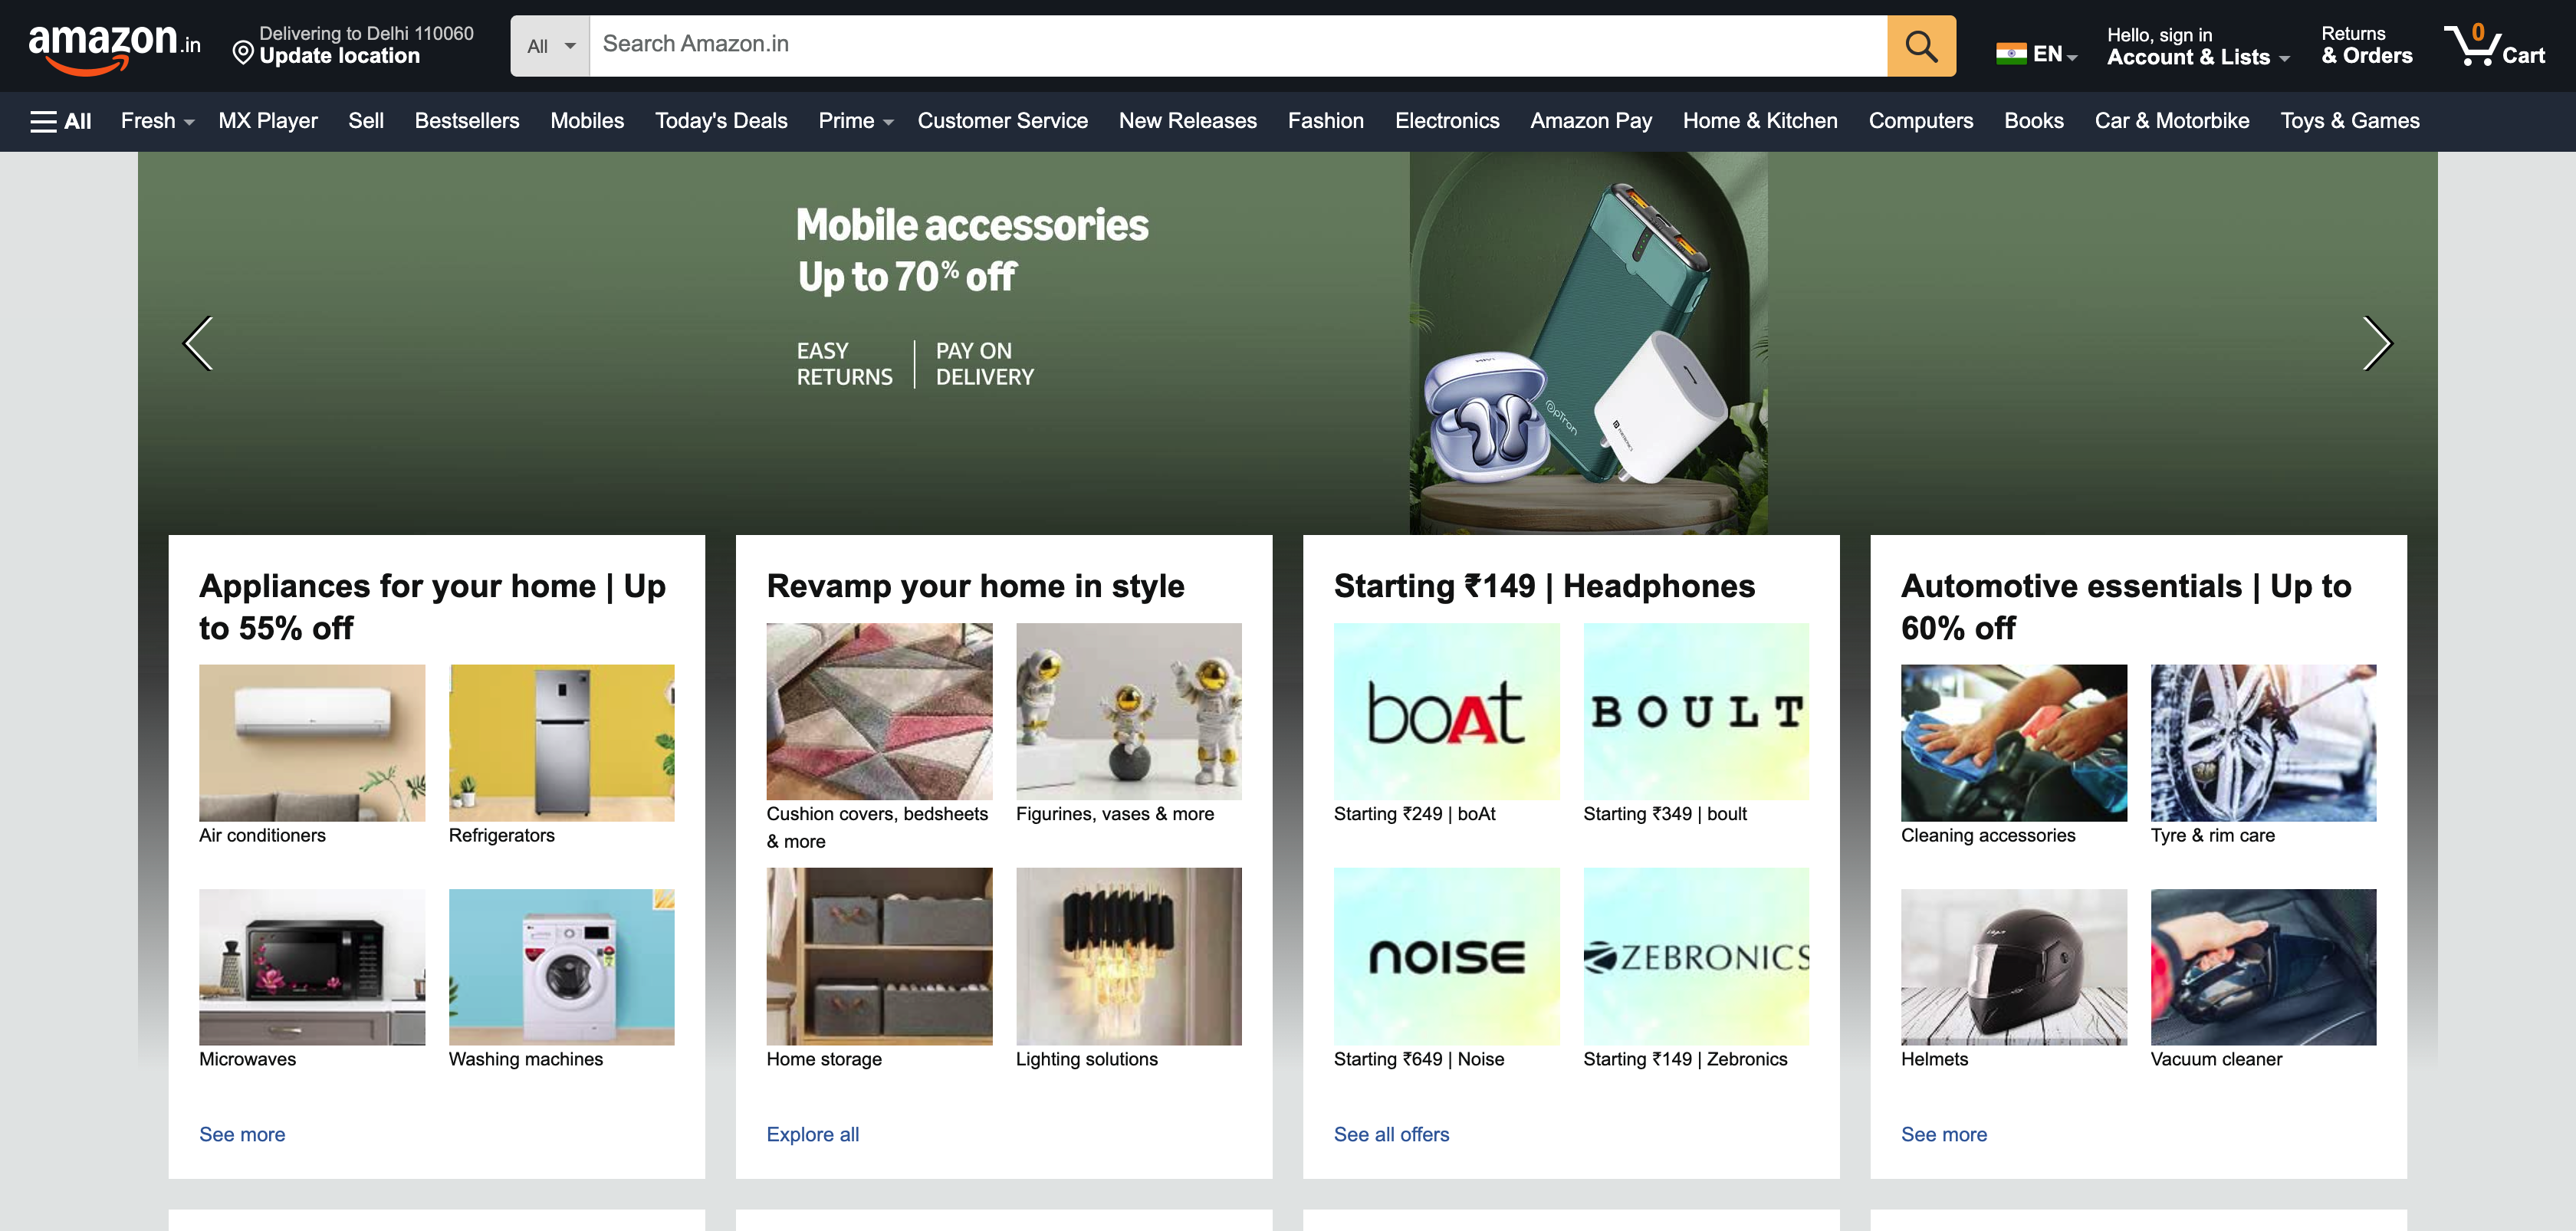 amazon.in
Delivering to Delhi 110060
Update location
All
Search Amazon.in
EN
Hello, sign in
Account & Lists
Returns
& Orders
0
Cart
All
Fresh
MX Player
Sell
Bestsellers
Mobiles
Today's Deals
Prime
Customer Service
New Releases
Fashion
Electronics
Amazon Pay
Home & Kitchen
Computers
Books
Car & Motorbike
Toys & Games
Mobile accessories
Up to 70% off
EASY
RETURNS
PAY ON
DELIVERY
pTron
Appliances for your home | Up
to 55% off
Air conditioners
Refrigerators
Microwaves
Washing machines
See more
Revamp your home in style
Cushion covers, bedsheets
& more
Figurines, vases & more
Home storage
Lighting solutions
Explore all
Starting ₹149 | Headphones
boAt
BOULT
Starting ₹249 | boAt
Starting ₹349 | boult
NOISE
ZEBRONICS
Starting ₹649 | Noise
Starting ₹149 | Zebronics
See all offers
Automotive essentials | Up to
60% off
Cleaning accessories
Tyre & rim care
Helmets
Vacuum cleaner
See more